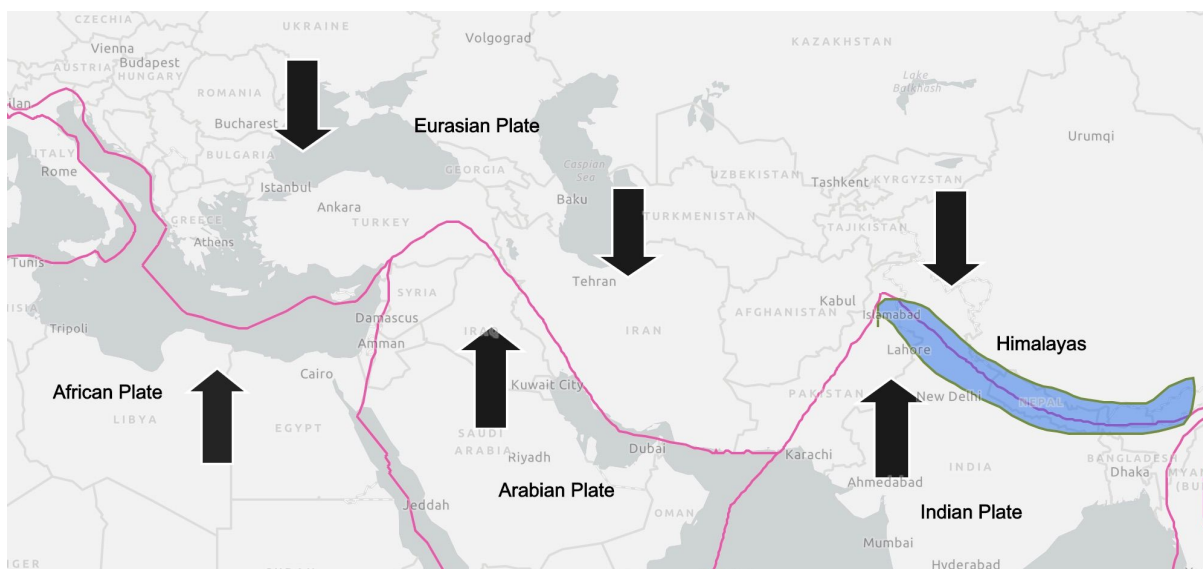 CZECHIA
UKRAINE
Volgograd
KAZAKHSTAN
Vienna
Budapest
AUSTRIA
HUNGARY
Lake
Balkhash
ilan
ROMANIA
Bucharest
Eurasian Plate
Urumqi
ITALY
Rome
BULGARIA
GEORGIA
Caspian
Sea
UZBEKISTAN
Tashkent
KYRGYZSTAN
Istanbul
Ankara
Baku
TURKMENISTAN
TAJIKISTAN
GREECE
TURKEY
Athens
Tunis
Tehran
SYRIA
AFGHANISTAN
Kabul
Islamabad
Tripoli
Damascus
IRAQ
IRAN
Amman
Lahore
Himalayas
Cairo
African Plate
Kuwait City
PAKISTAN
New Delhi
NEPAL
LIBYA
EGYPT
SAUDI
ARABIA
Riyadh
Dubai
Karachi
INDIA
BANGLADESH
Dhaka
Ahmedabad
Arabian Plate
Jeddah
OMAN
Indian Plate
Mumbai
Hyderabad